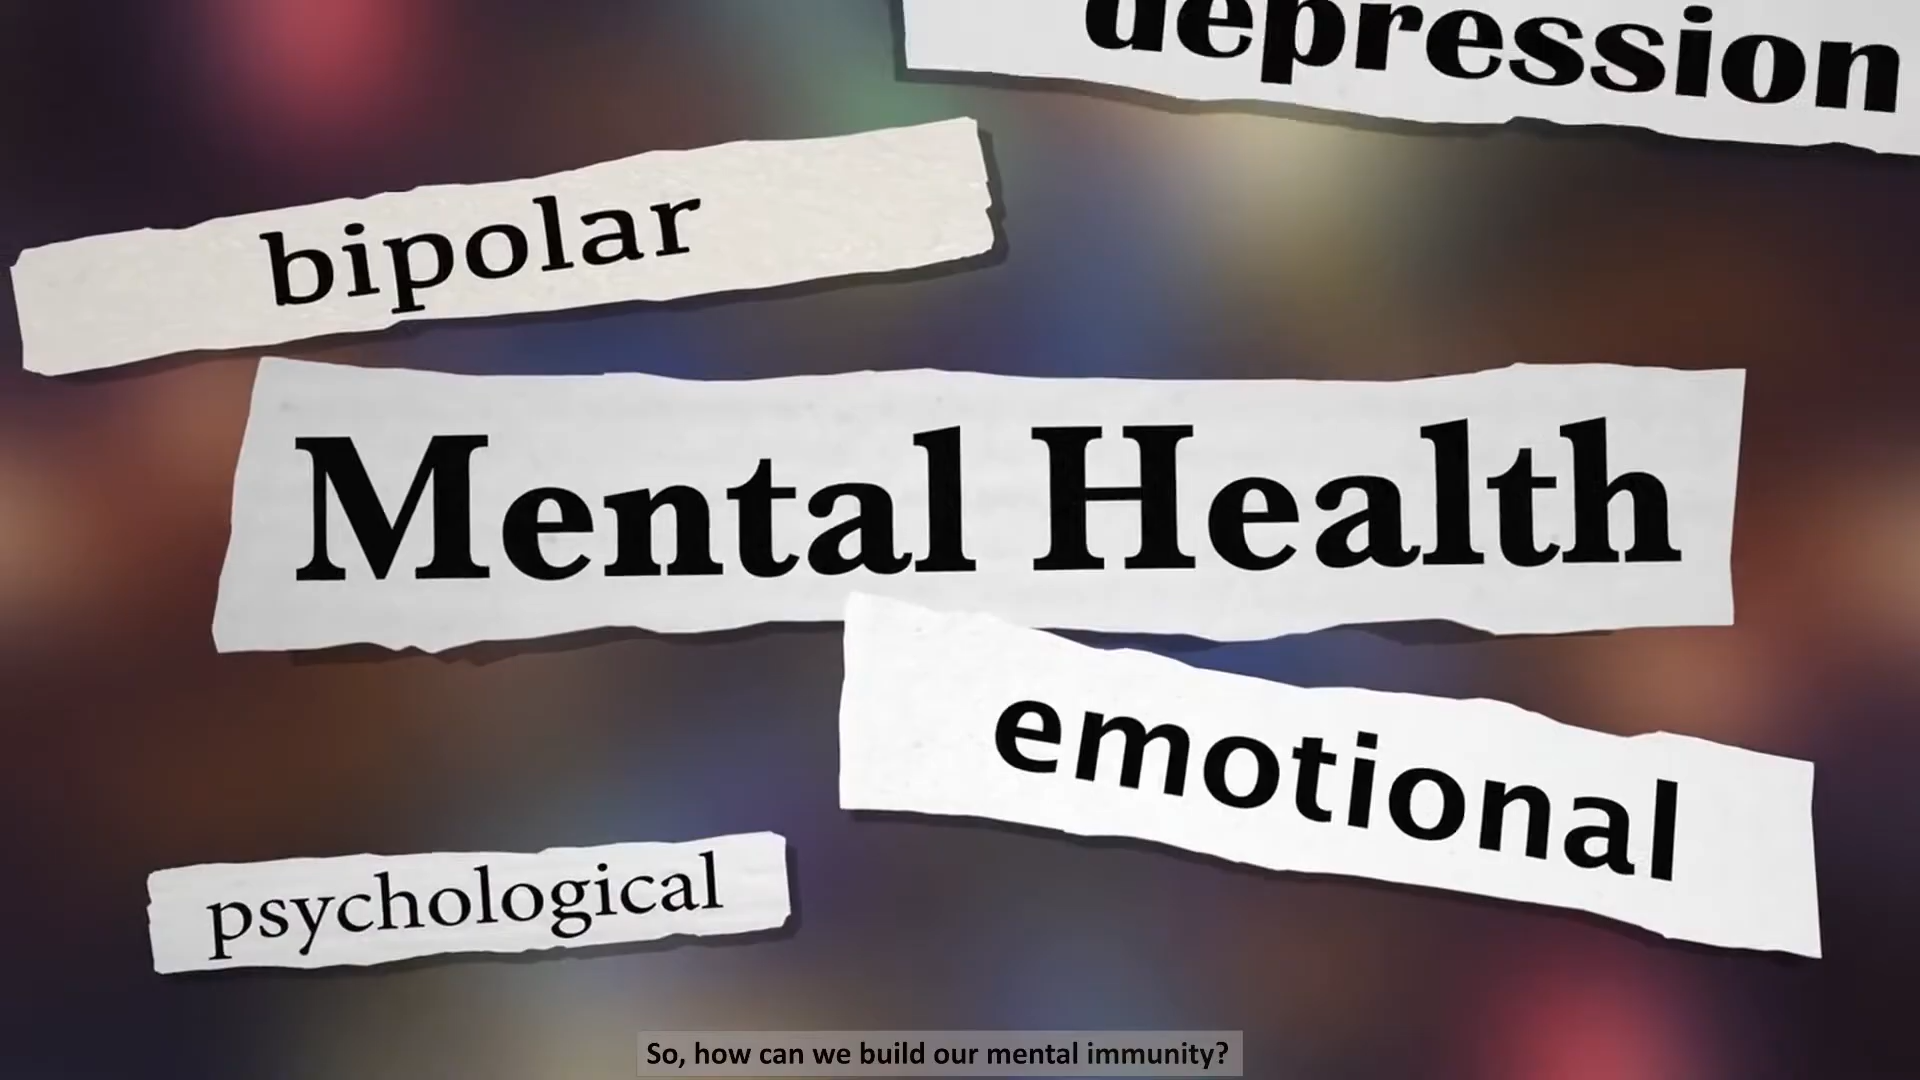 depression
bipolar
Mental Health
emotional
psychological
So, how can we build our mental immunity?